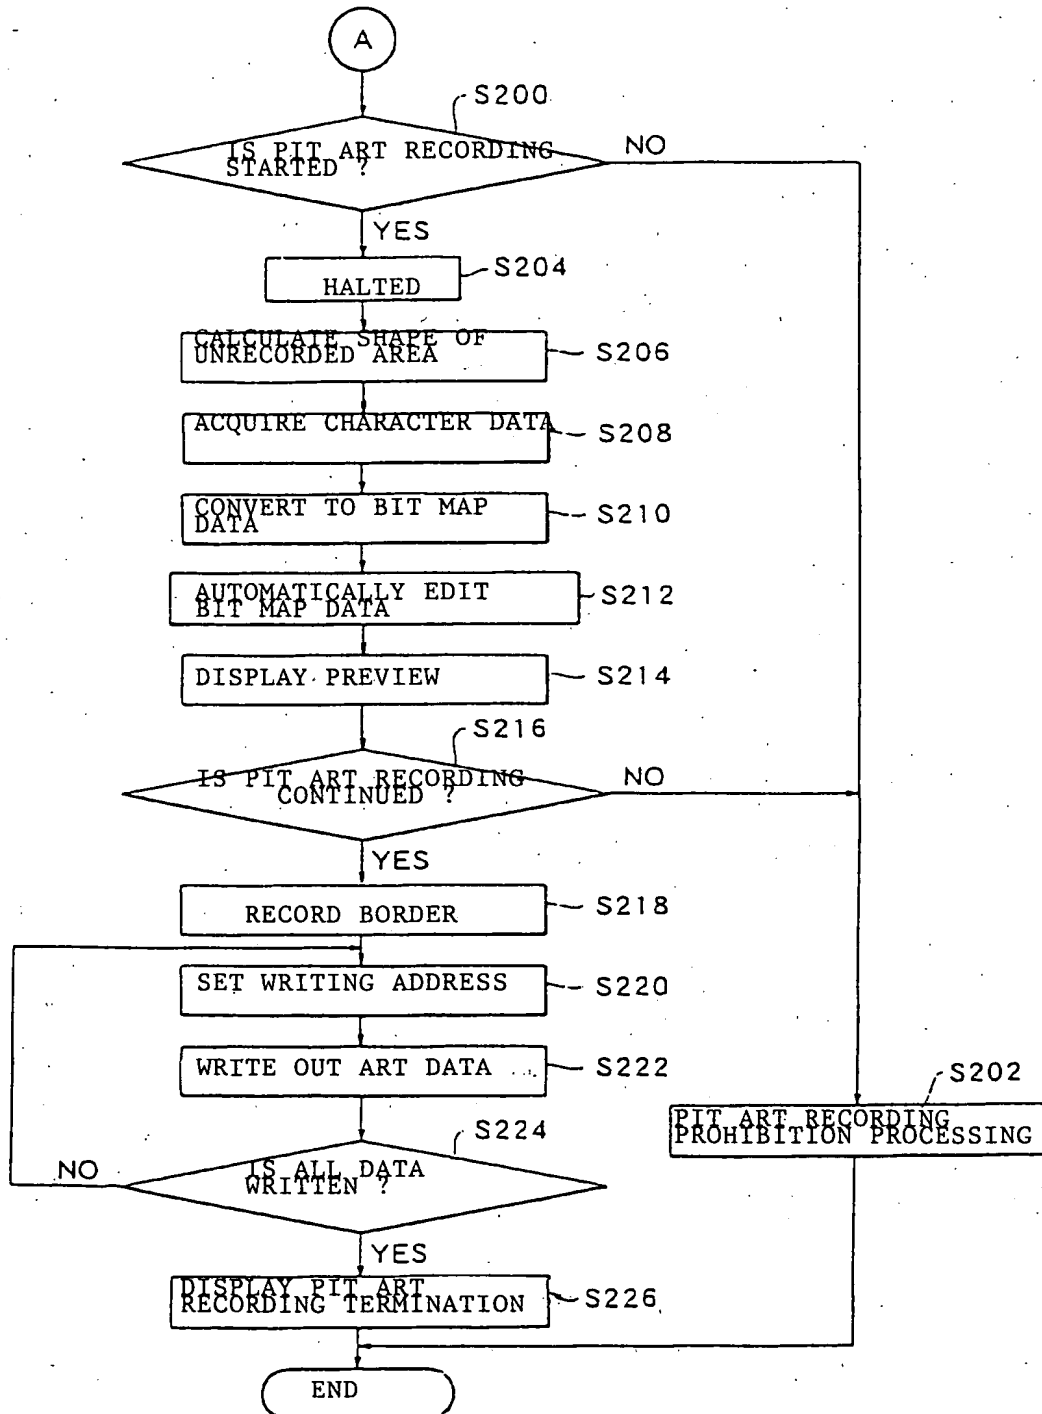 A
S200
IS PIT ART RECORDING
STARTED ?
NO
YES
S204
HALTED
CALCULATE SHAPE OF
UNRECORDED AREA
S206
ACQUIRE CHARACTER DATA
S208
CONVERT TO BIT MAP
DATA
S210
AUTOMATICALLY EDIT
BIT MAP DATA
S212
DISPLAY PREVIEW
S214
S216
IS PIT ART RECORDING
CONTINUED ?
NO
YES
RECORD BORDER
S218
SET WRITING ADDRESS
S220
WRITE OUT ART DATA
S222
S202
PIT ART RECORDING
PROHIBITION PROCESSING
S224
IS ALL DATA
WRITTEN ?
NO
YES
DISPLAY PIT ART
RECORDING TERMINATION
S226
END